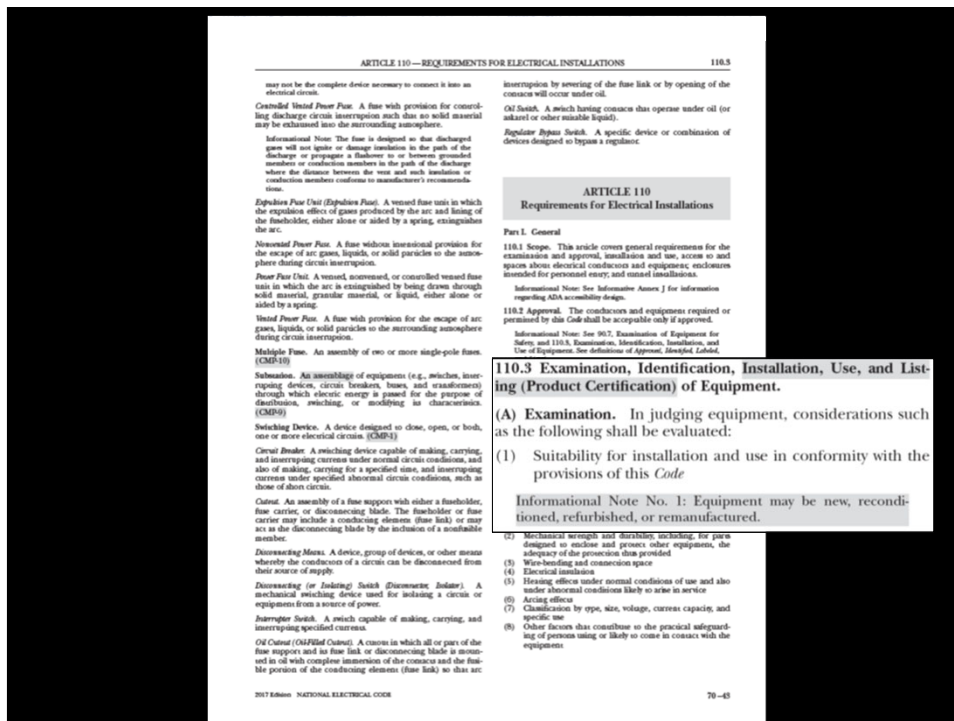 ARTICLE 110 — REQUIREMENTS FOR ELECTRICAL INSTALLATIONS 110.3
may not be the complete device necessary to connect it into an
electrical circuit.
Controlled Vented Power Fuse. A fuse with provision for control-
ling discharge circuit interruption such that no solid material
may be exhausted into the surrounding atmosphere.
Informational Note: The fuse is designed so that discharged
gases will not ignite or damage insulation in the path of the
discharge or propagate a flashover to or between grounded
members or conduction members in the path of the discharge
where the distance between the vent and such insulation or
conduction members conforms to manufacturer's recommenda-
tions.
Expulsion Fuse Unit (Expulsion Fuse). A vented fuse unit in which
the expulsion effect of gases produced by the arc and lining of
the fuseholder, either alone or aided by a spring, extinguishes
the arc.
Nonvented Power Fuse. A fuse without intentional provision for
the escape of arc gases, liquids, or solid particles to the atmos-
phere during circuit interruption.
Power Fuse Unit. A vented, nonvented, or controlled vented fuse
unit in which the arc is extinguished by being drawn through
solid material, granular material, or liquid, either alone or
aided by a spring.
Vented Power Fuse. A fuse with provision for the escape of arc
gases, liquids, or solid particles to the surrounding atmosphere
during circuit interruption.
Multiple Fuse. An assembly of two or more single-pole fuses.
(CMP-10)
Substation. An assemblage of equipment (e.g., switches, inter-
rupting devices, circuit breakers, buses, and transformers)
through which electric energy is passed for the purpose of
distribution, switching, or modifying its characteristics.
(CMP-9)
Switching Device. A device designed to close, open, or both,
one or more electrical circuits. (CMP-1)
Circuit Breaker. A switching device capable of making, carrying,
and interrupting currents under normal circuit conditions, and
also of making, carrying for a specified time, and interrupting
currents under specified abnormal circuit conditions, such as
those of short circuit.
Cutout. An assembly of a fuse support with either a fuseholder,
fuse carrier, or disconnecting blade. The fuseholder or fuse
carrier may include a conducting element (fuse link) or may
act as the disconnecting blade by the inclusion of a nonfusible
member.
Disconnecting Means. A device, group of devices, or other means
whereby the conductors of a circuit can be disconnected from
their source of supply.
Disconnecting (or Isolating) Switch (Disconnector, Isolator). A
mechanical switching device used for isolating a circuit or
equipment from a source of power.
Interrupter Switch. A switch capable of making, carrying, and
interrupting specified currents.
Oil Cutout (Oil-Filled Cutout). A cutout in which all or part of the
fuse support and its fuse link or disconnecting blade is moun-
ted in oil with complete immersion of the contacts and the fusi-
ble portion of the conducting element (fuse link) so that arc
interruption by severing of the fuse link or by opening of the
contacts will occur under oil.
Oil Switch. A switch having contacts that operate under oil (or
askarel or other suitable liquid).
Regulator Bypass Switch. A specific device or combination of
devices designed to bypass a regulator.
ARTICLE 110
Requirements for Electrical Installations
Part I. General
110.1 Scope. This article covers general requirements for the
examination and approval, installation and use, access to and
spaces about electrical conductors and equipment; enclosures
intended for personnel entry; and tunnel installations.
Informational Note: See Informative Annex J for information
regarding ADA accessibility design.
110.2 Approval. The conductors and equipment required or
permitted by this Code shall be acceptable only if approved.
Informational Note: See 90.7, Examination of Equipment for
Safety, and 110.3, Examination, Identification, Installation, and
Use of Equipment. See definitions of Approved, Identified, Labeled,
110.3 Examination, Identification, Installation, Use, and List-
ing (Product Certification) of Equipment.
(A) Examination. In judging equipment, considerations such
as the following shall be evaluated:
(1) Suitability for installation and use in conformity with the
provisions of this Code
Informational Note No. 1: Equipment may be new, recondi-
tioned, refurbished, or remanufactured.
(2) Mechanical strength and durability, including, for parts
designed to enclose and protect other equipment, the
adequacy of the protection thus provided
(3) Wire-bending and connection space
(4) Electrical insulation
(5) Heating effects under normal conditions of use and also
under abnormal conditions likely to arise in service
(6) Arcing effects
(7) Classification by type, size, voltage, current capacity, and
specific use
(8) Other factors that contribute to the practical safeguard-
ing of persons using or likely to come in contact with the
equipment
2017 Edition NATIONAL ELECTRICAL CODE 70–43